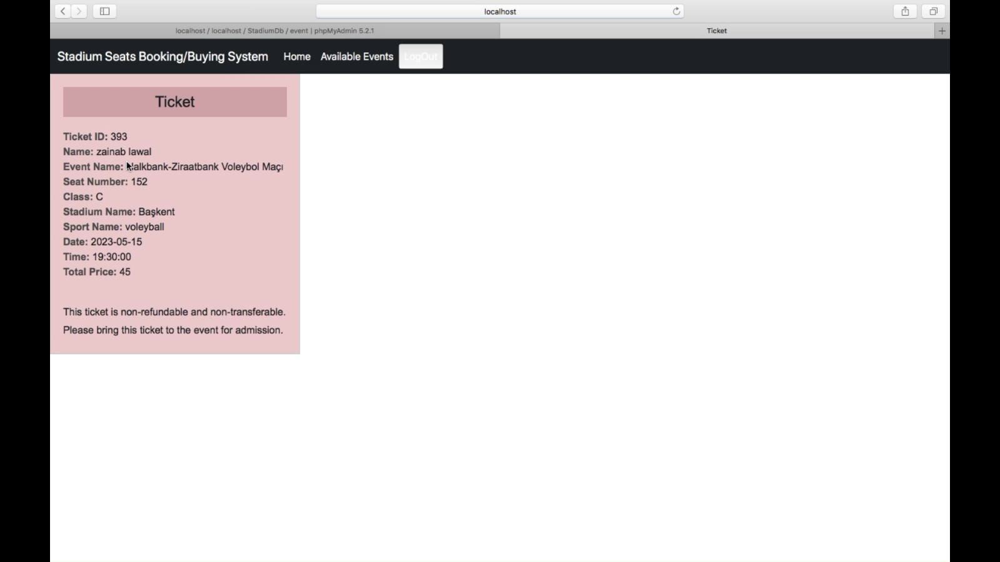 localhost
localhost / localhost / StadiumDb / event | phpMyAdmin 5.2.1
Ticket
Stadium Seats Booking/Buying System Home Available Events LogOut
Ticket
Ticket ID: 393
Name: zainab lawal
Event Name: Halkbank-Ziraatbank Voleybol Maçı
Seat Number: 152
Class: C
Stadium Name: Başkent
Sport Name: voleyball
Date: 2023-05-15
Time: 19:30:00
Total Price: 45
This ticket is non-refundable and non-transferable.
Please bring this ticket to the event for admission.